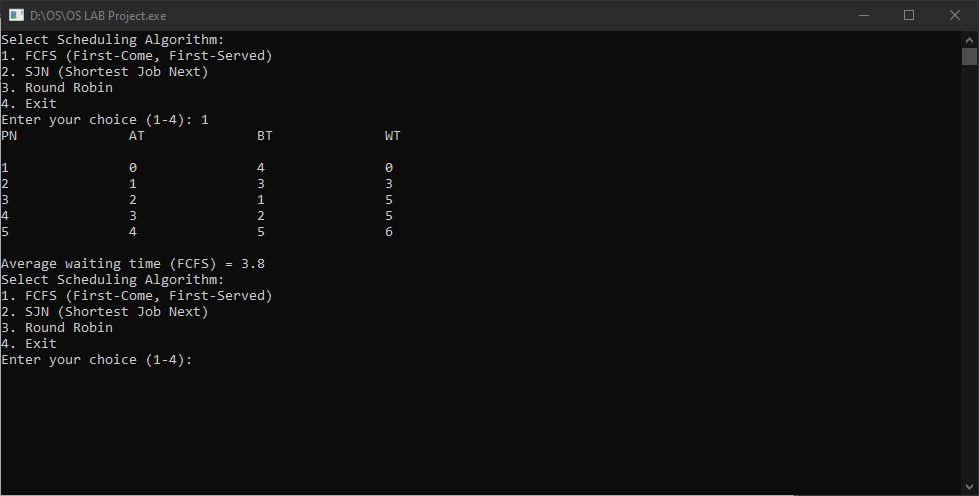 D:\OS\OS LAB Project.exe
Select Scheduling Algorithm:
1. FCFS (First-Come, First-Served)
2. SJN (Shortest Job Next)
3. Round Robin
4. Exit
Enter your choice (1-4): 1
PN AT BT WT
1 0 4 0
2 1 3 3
3 2 1 5
4 3 2 5
5 4 5 6
Average waiting time (FCFS) = 3.8
Select Scheduling Algorithm:
1. FCFS (First-Come, First-Served)
2. SJN (Shortest Job Next)
3. Round Robin
4. Exit
Enter your choice (1-4):